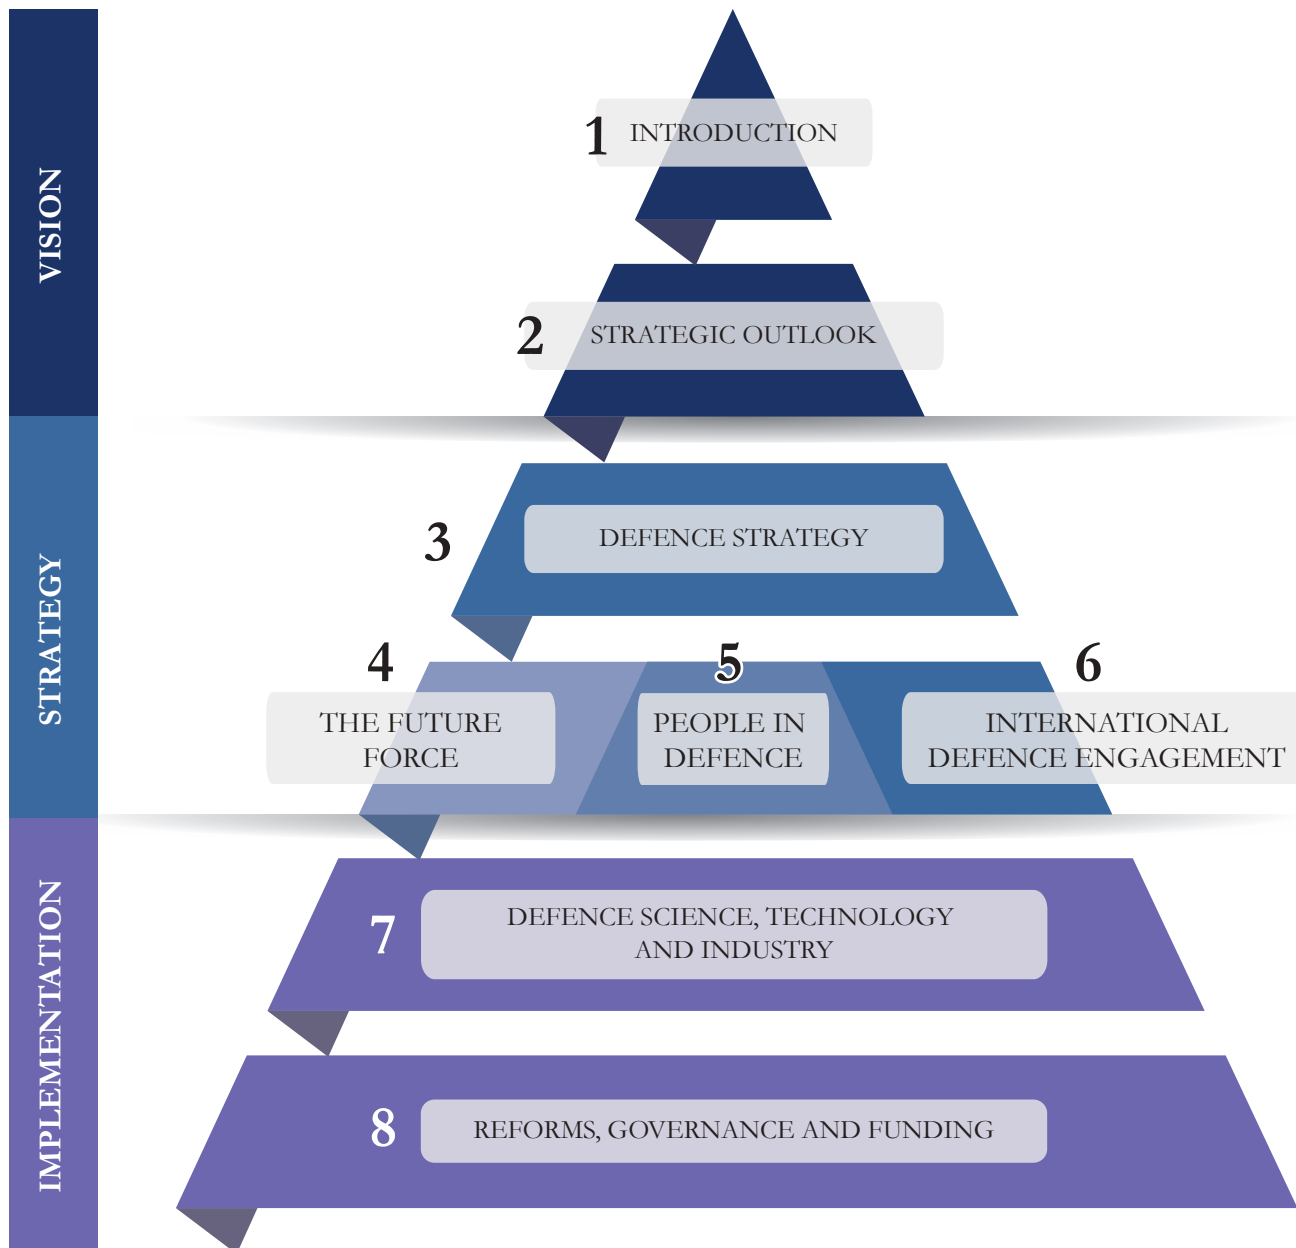 VISION
1
INTRODUCTION
2
STRATEGIC OUTLOOK
STRATEGY
3
DEFENCE STRATEGY
4
THE FUTURE
FORCE
5
PEOPLE IN
DEFENCE
6
INTERNATIONAL
DEFENCE ENGAGEMENT
IMPLEMENTATION
7
DEFENCE SCIENCE, TECHNOLOGY
AND INDUSTRY
8
REFORMS, GOVERNANCE AND FUNDING